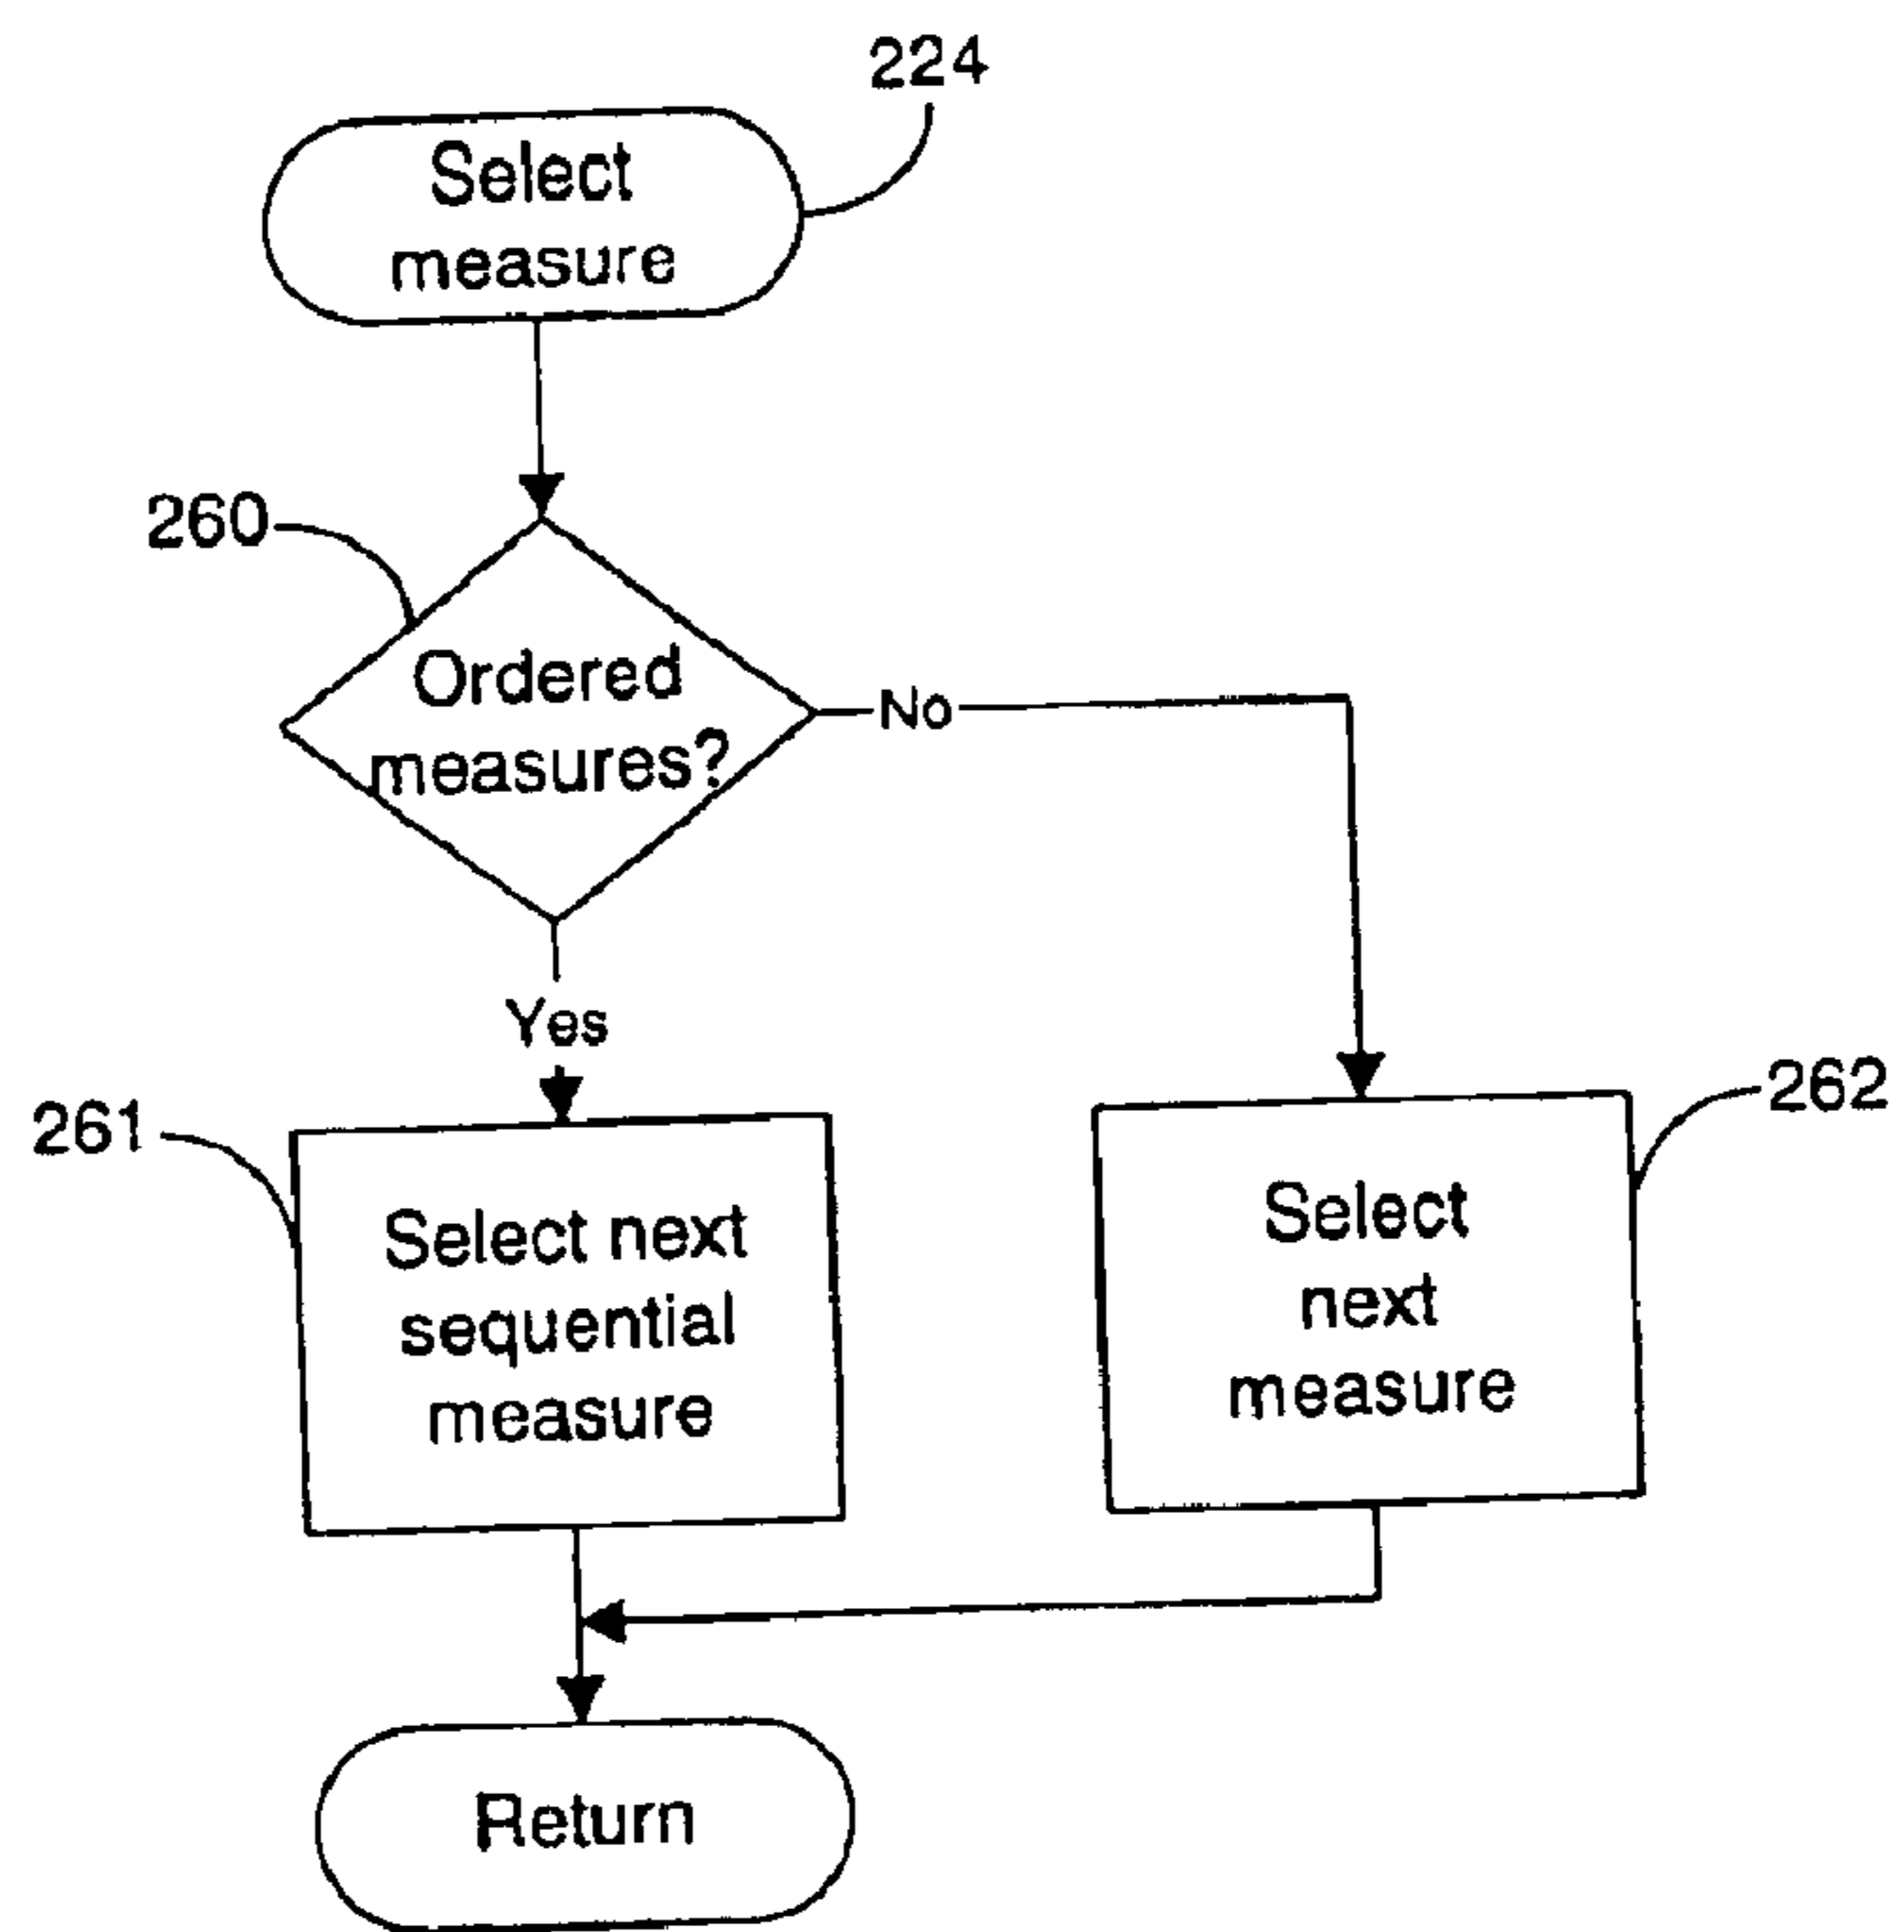 224
Select
measure
260
Ordered
measures?
No
Yes
261
Select next
sequential
measure
262
Select
next
measure
Return